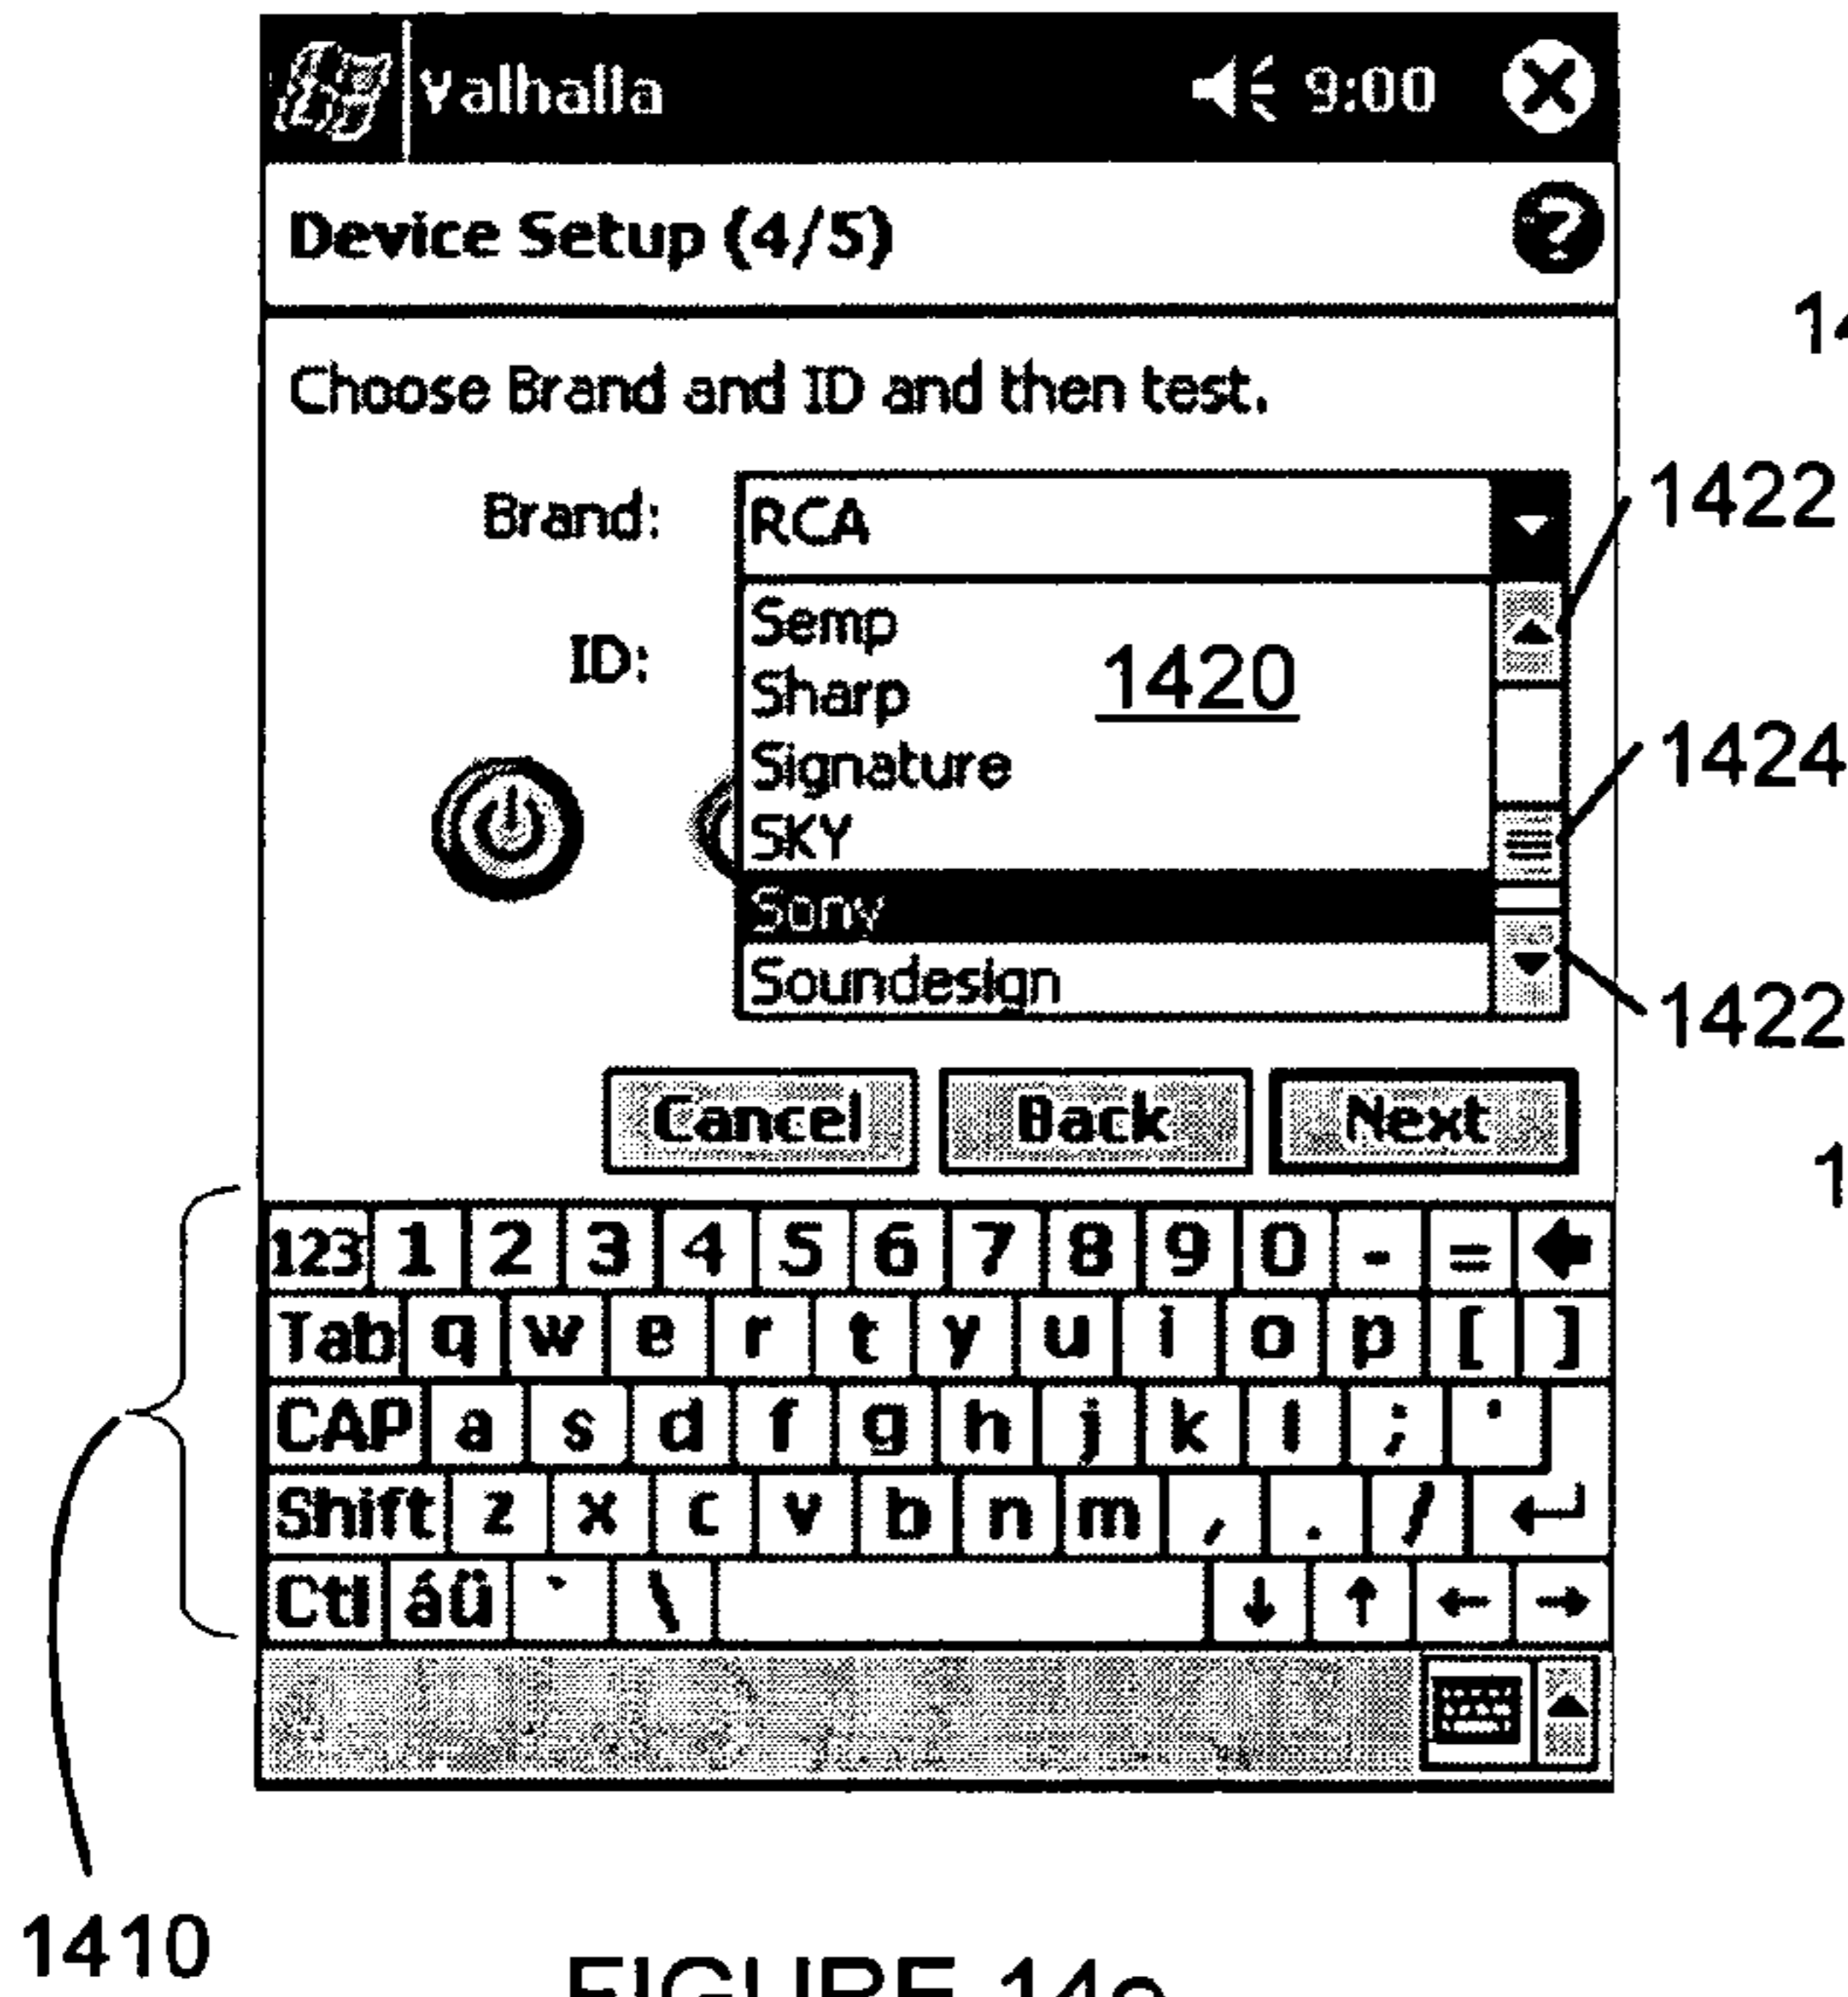 Valhalla 9:00
Device Setup (4/5) ?
Choose Brand and ID and then test.
Brand: RCA
1422
Semp
ID:
Sharp 1420
Signature
1424
SKY
Sony
Soundesign
1422
Cancel Back Next
123 1 2 3 4 5 6 7 8 9 0 - =
Tab q w e r t y u i o p [ ]
CAP a s d f g h j k l ; '
Shift z x c v b n m , . /
Ctl áü ` \
1410